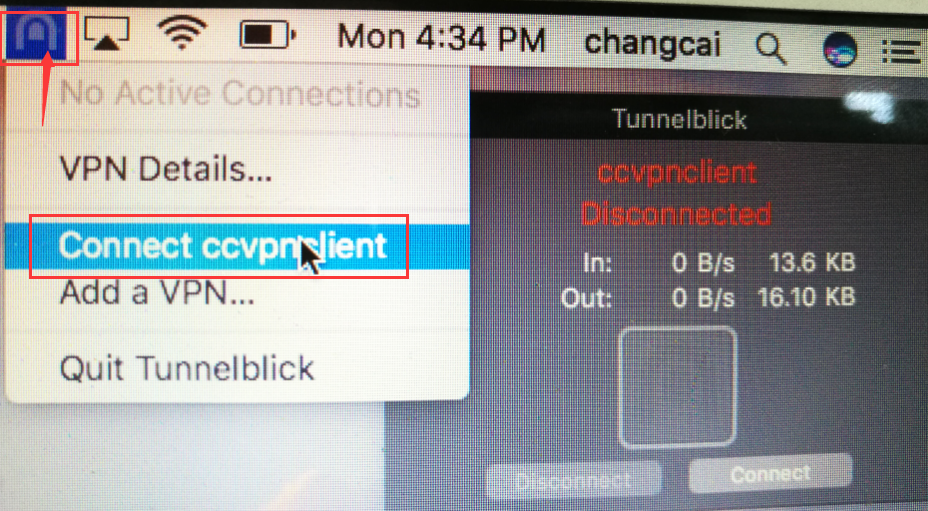 Mon 4:34 PM changcai
No Active Connections
VPN Details...
Connect ccvpnclient
Add a VPN...
Quit Tunnelblick
Tunnelblick
ccvpnclient
Disconnected
In: 0 B/s 13.6 KB
Out: 0 B/s 16.10 KB
Disconnect Connect